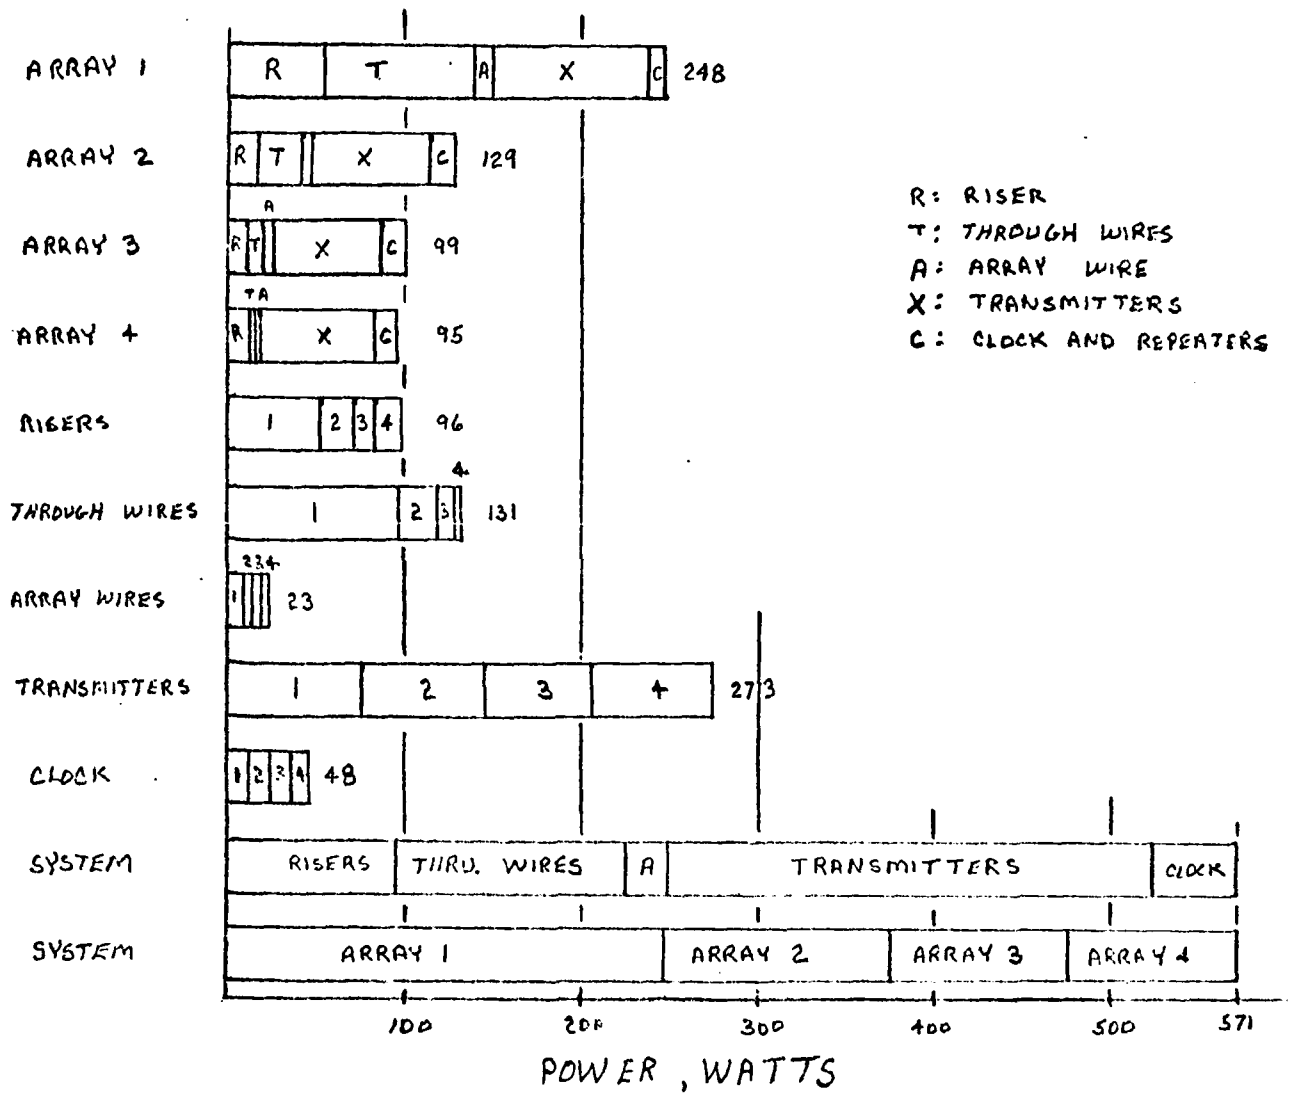 ARRAY 1 R T A X C 248
ARRAY 2 R T X C 129
A
ARRAY 3 R T X C 99
T A
ARRAY 4 R X C 95
RISERS 1 2 3 4 96
4
THROUGH WIRES 1 2 3 131
2 3 4
ARRAY WIRES 1 23
TRANSMITTERS 1 2 3 4 273
CLOCK 1 2 3 4 48
SYSTEM RISERS THRU. WIRES A TRANSMITTERS CLOCK
SYSTEM ARRAY 1 ARRAY 2 ARRAY 3 ARRAY 4
100 200 300 400 500 571
POWER, WATTS
R: RISER
T: THROUGH WIRES
A: ARRAY WIRE
X: TRANSMITTERS
C: CLOCK AND REPEATERS